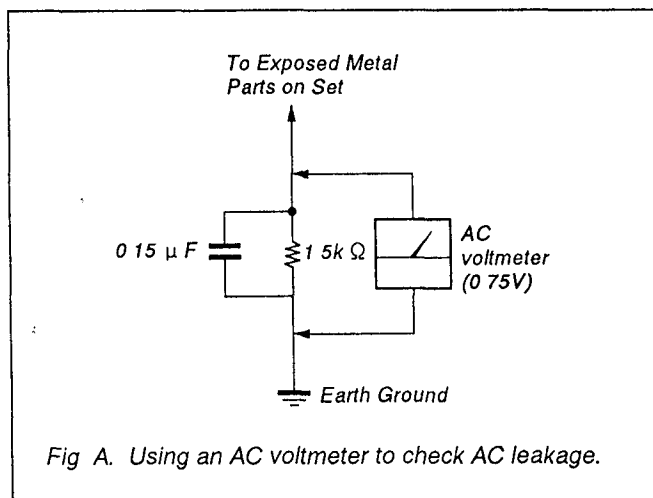 To Exposed Metal
Parts on Set
0 15 μ F
1 5k Ω
AC
voltmeter
(0 75V)
Earth Ground
Fig A. Using an AC voltmeter to check AC leakage.